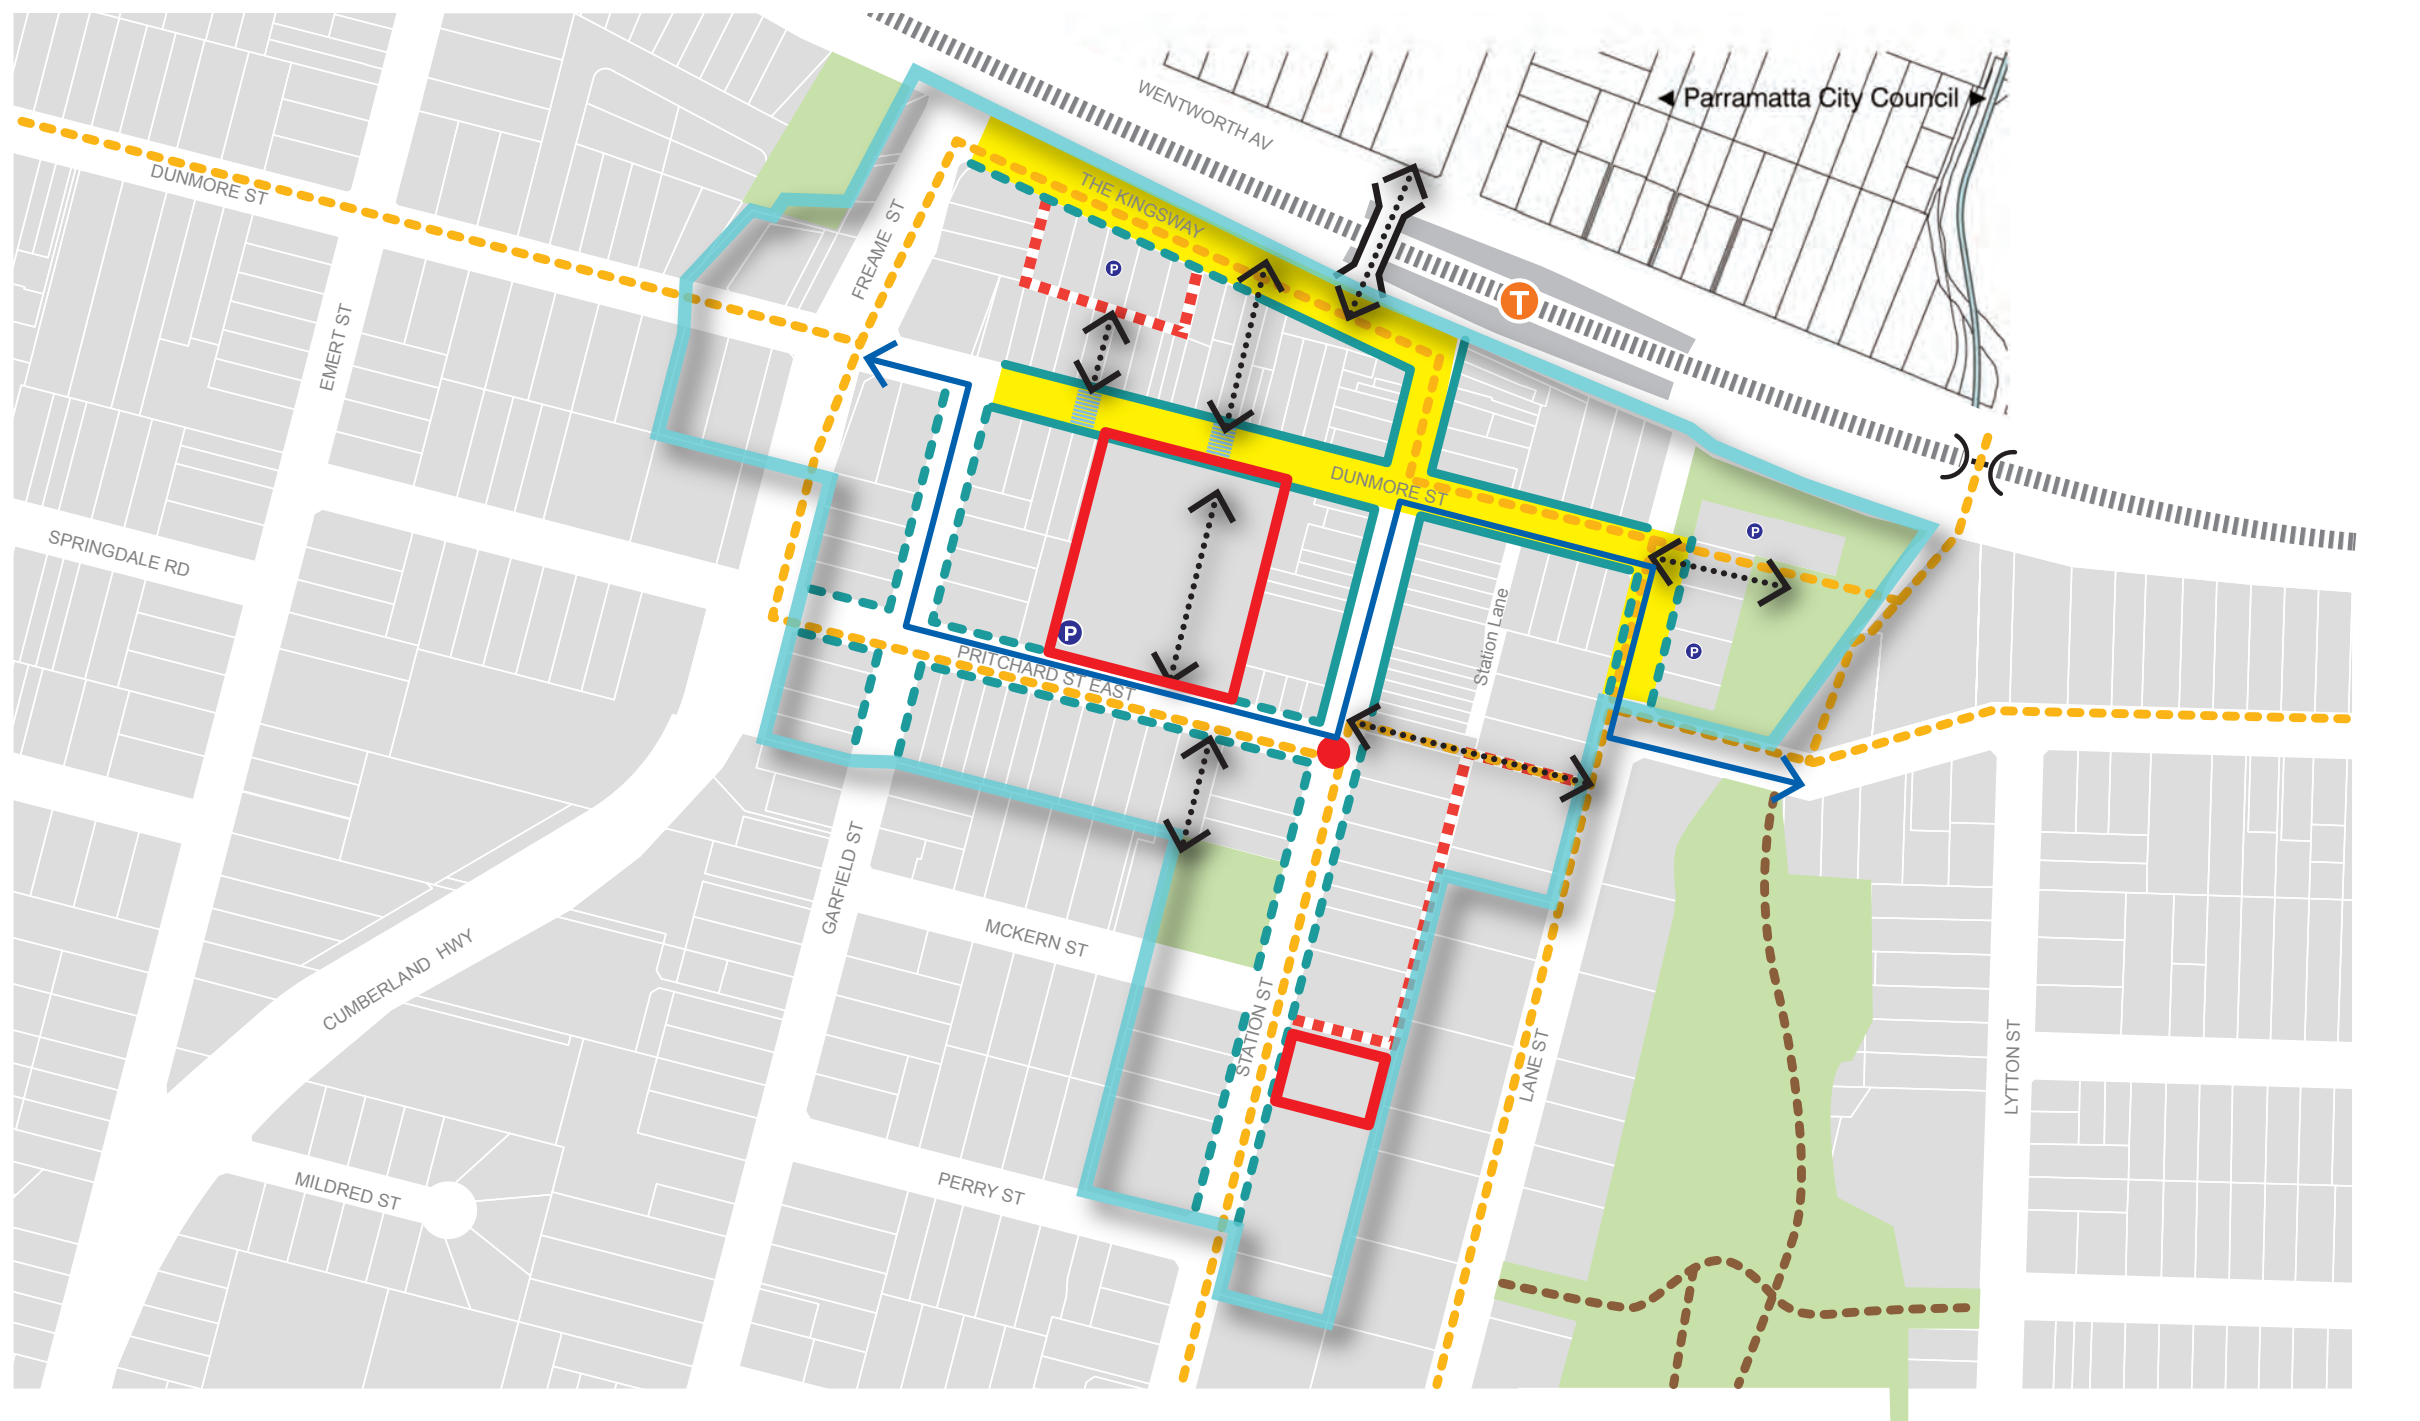 WENTWORTH AV
◄ Parramatta City Council ►
DUNMORE ST
THE KINGSWAY
FREAME ST
P
T
EMERT ST
DUNMORE ST
P
SPRINGDALE RD
Station Lane
P
P
PRITCHARD ST EAST
GARFIELD ST
MCKERN ST
CUMBERLAND HWY
STATION ST
LANE ST
LYTTON ST
MILDRED ST
PERRY ST